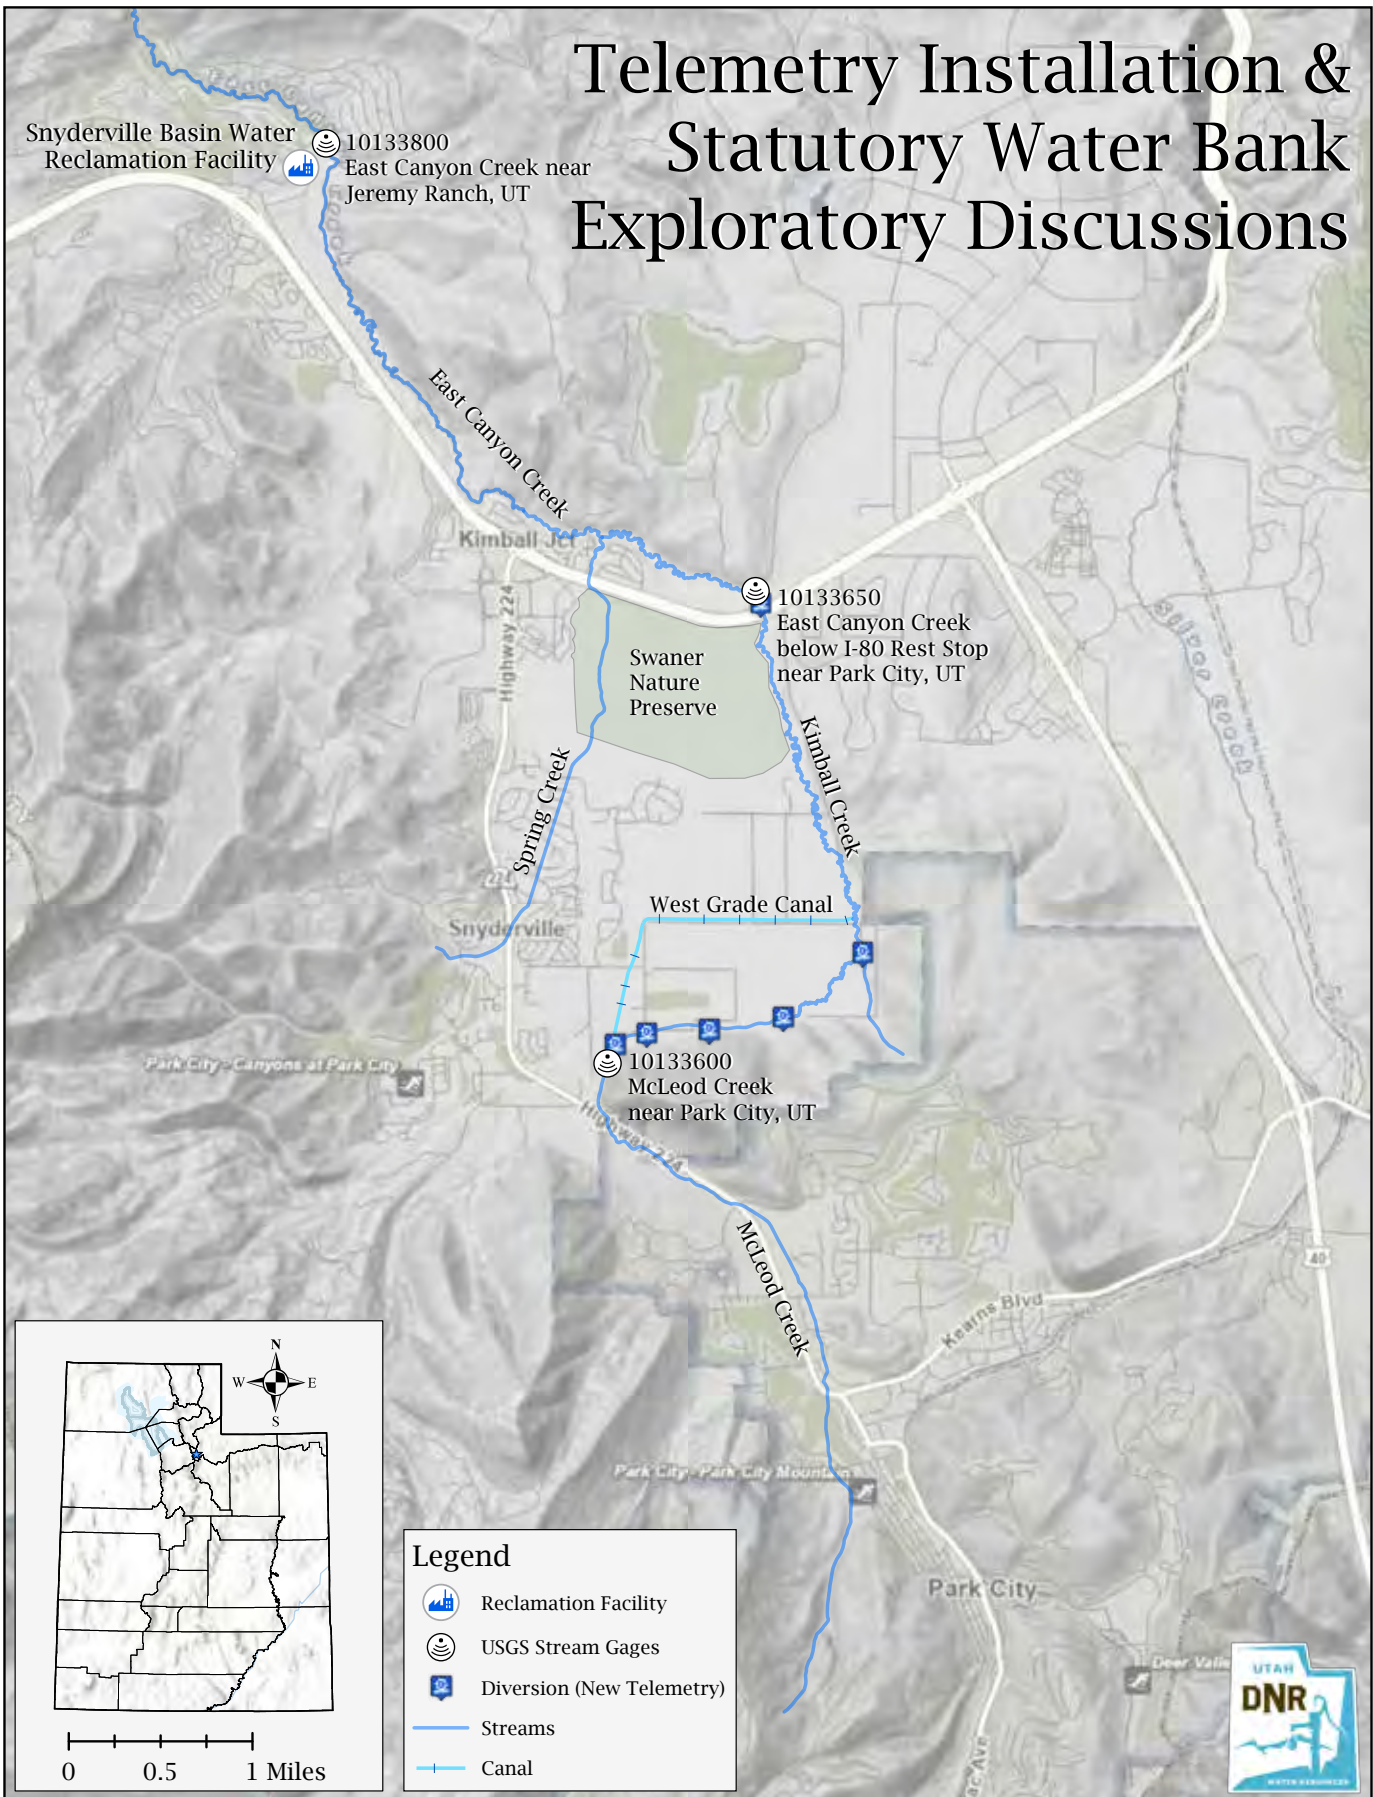 Telemetry Installation &
Statutory Water Bank
Exploratory Discussions
Snyderville Basin Water
Reclamation Facility
10133800
East Canyon Creek near
Jeremy Ranch, UT
East Canyon Creek
Kimball Jct
Highway 224
10133650
East Canyon Creek
below I-80 Rest Stop
near Park City, UT
Swaner
Nature
Preserve
Kimball Creek
Spring Creek
West Grade Canal
Snyderville
Park City - Canyons at Park City
10133600
McLeod Creek
near Park City, UT
Highway 224
McLeod Creek
40
Kearns Blvd
Park City - Park City Mountain
Park City
N
W E
S
0 0.5 1 Miles
Legend
Reclamation Facility
USGS Stream Gages
Diversion (New Telemetry)
Streams
Canal
UTAH
DNR
WATER RESOURCES